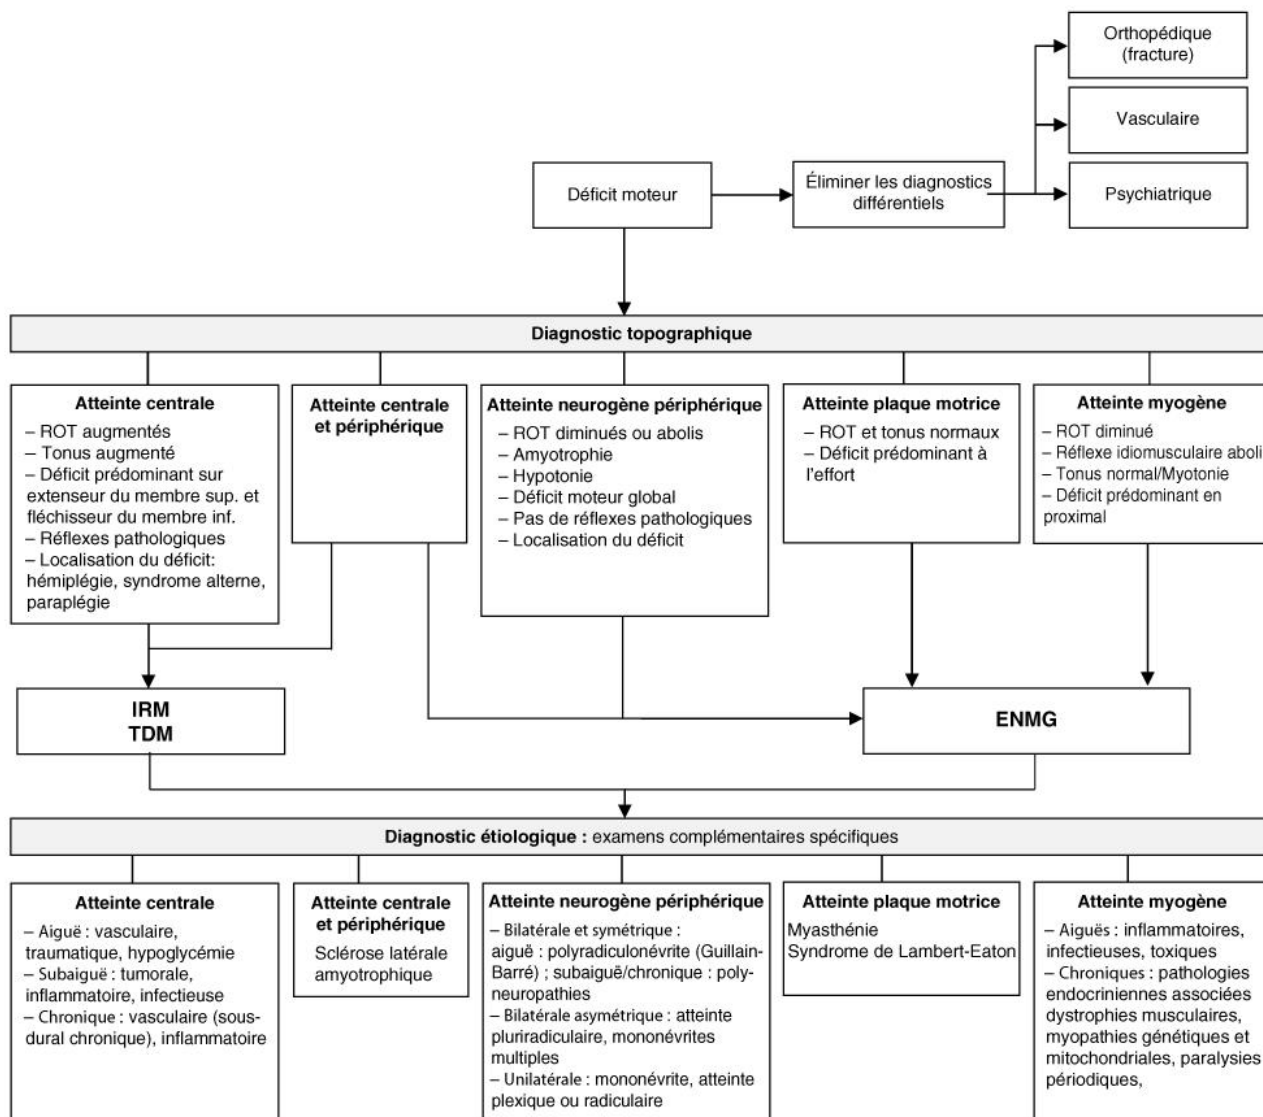 Orthopédique
(fracture)
Vasculaire
Déficit moteur
Éliminer les diagnostics
différentiels
Psychiatrique
Diagnostic topographique
Atteinte centrale
– ROT augmentés
– Tonus augmenté
– Déficit prédominant sur
extenseur du membre sup. et
fléchisseur du membre inf.
– Réflexes pathologiques
– Localisation du déficit:
hémiplégie, syndrome alterne,
paraplégie
Atteinte centrale
et périphérique
Atteinte neurogène périphérique
– ROT diminués ou abolis
– Amyotrophie
– Hypotonie
– Déficit moteur global
– Pas de réflexes pathologiques
– Localisation du déficit
Atteinte plaque motrice
– ROT et tonus normaux
– Déficit prédominant à
l'effort
Atteinte myogène
– ROT diminué
– Réflexe idiomusculaire aboli
– Tonus normal/Myotonie
– Déficit prédominant en
proximal
IRM
TDM
ENMG
Diagnostic étiologique : examens complémentaires spécifiques
Atteinte centrale
– Aiguë : vasculaire,
traumatique, hypoglycémie
– Subaiguë : tumorale,
inflammatoire, infectieuse
– Chronique : vasculaire (sous-
dural chronique), inflammatoire
Atteinte centrale
et périphérique
Sclérose latérale
amyotrophique
Atteinte neurogène périphérique
– Bilatérale et symétrique :
aiguë : polyradiculonévrite (Guillain-
Barré) ; subaiguë/chronique : poly-
neuropathies
– Bilatérale asymétrique : atteinte
pluriradiculaire, mononévrites
multiples
– Unilatérale : mononévrite, atteinte
plexique ou radiculaire
Atteinte plaque motrice
Myasthénie
Syndrome de Lambert-Eaton
Atteinte myogène
– Aiguës : inflammatoires,
infectieuses, toxiques
– Chroniques : pathologies
endocriniennes associées
dystrophies musculaires,
myopathies génétiques et
mitochondriales, paralysies
périodiques,